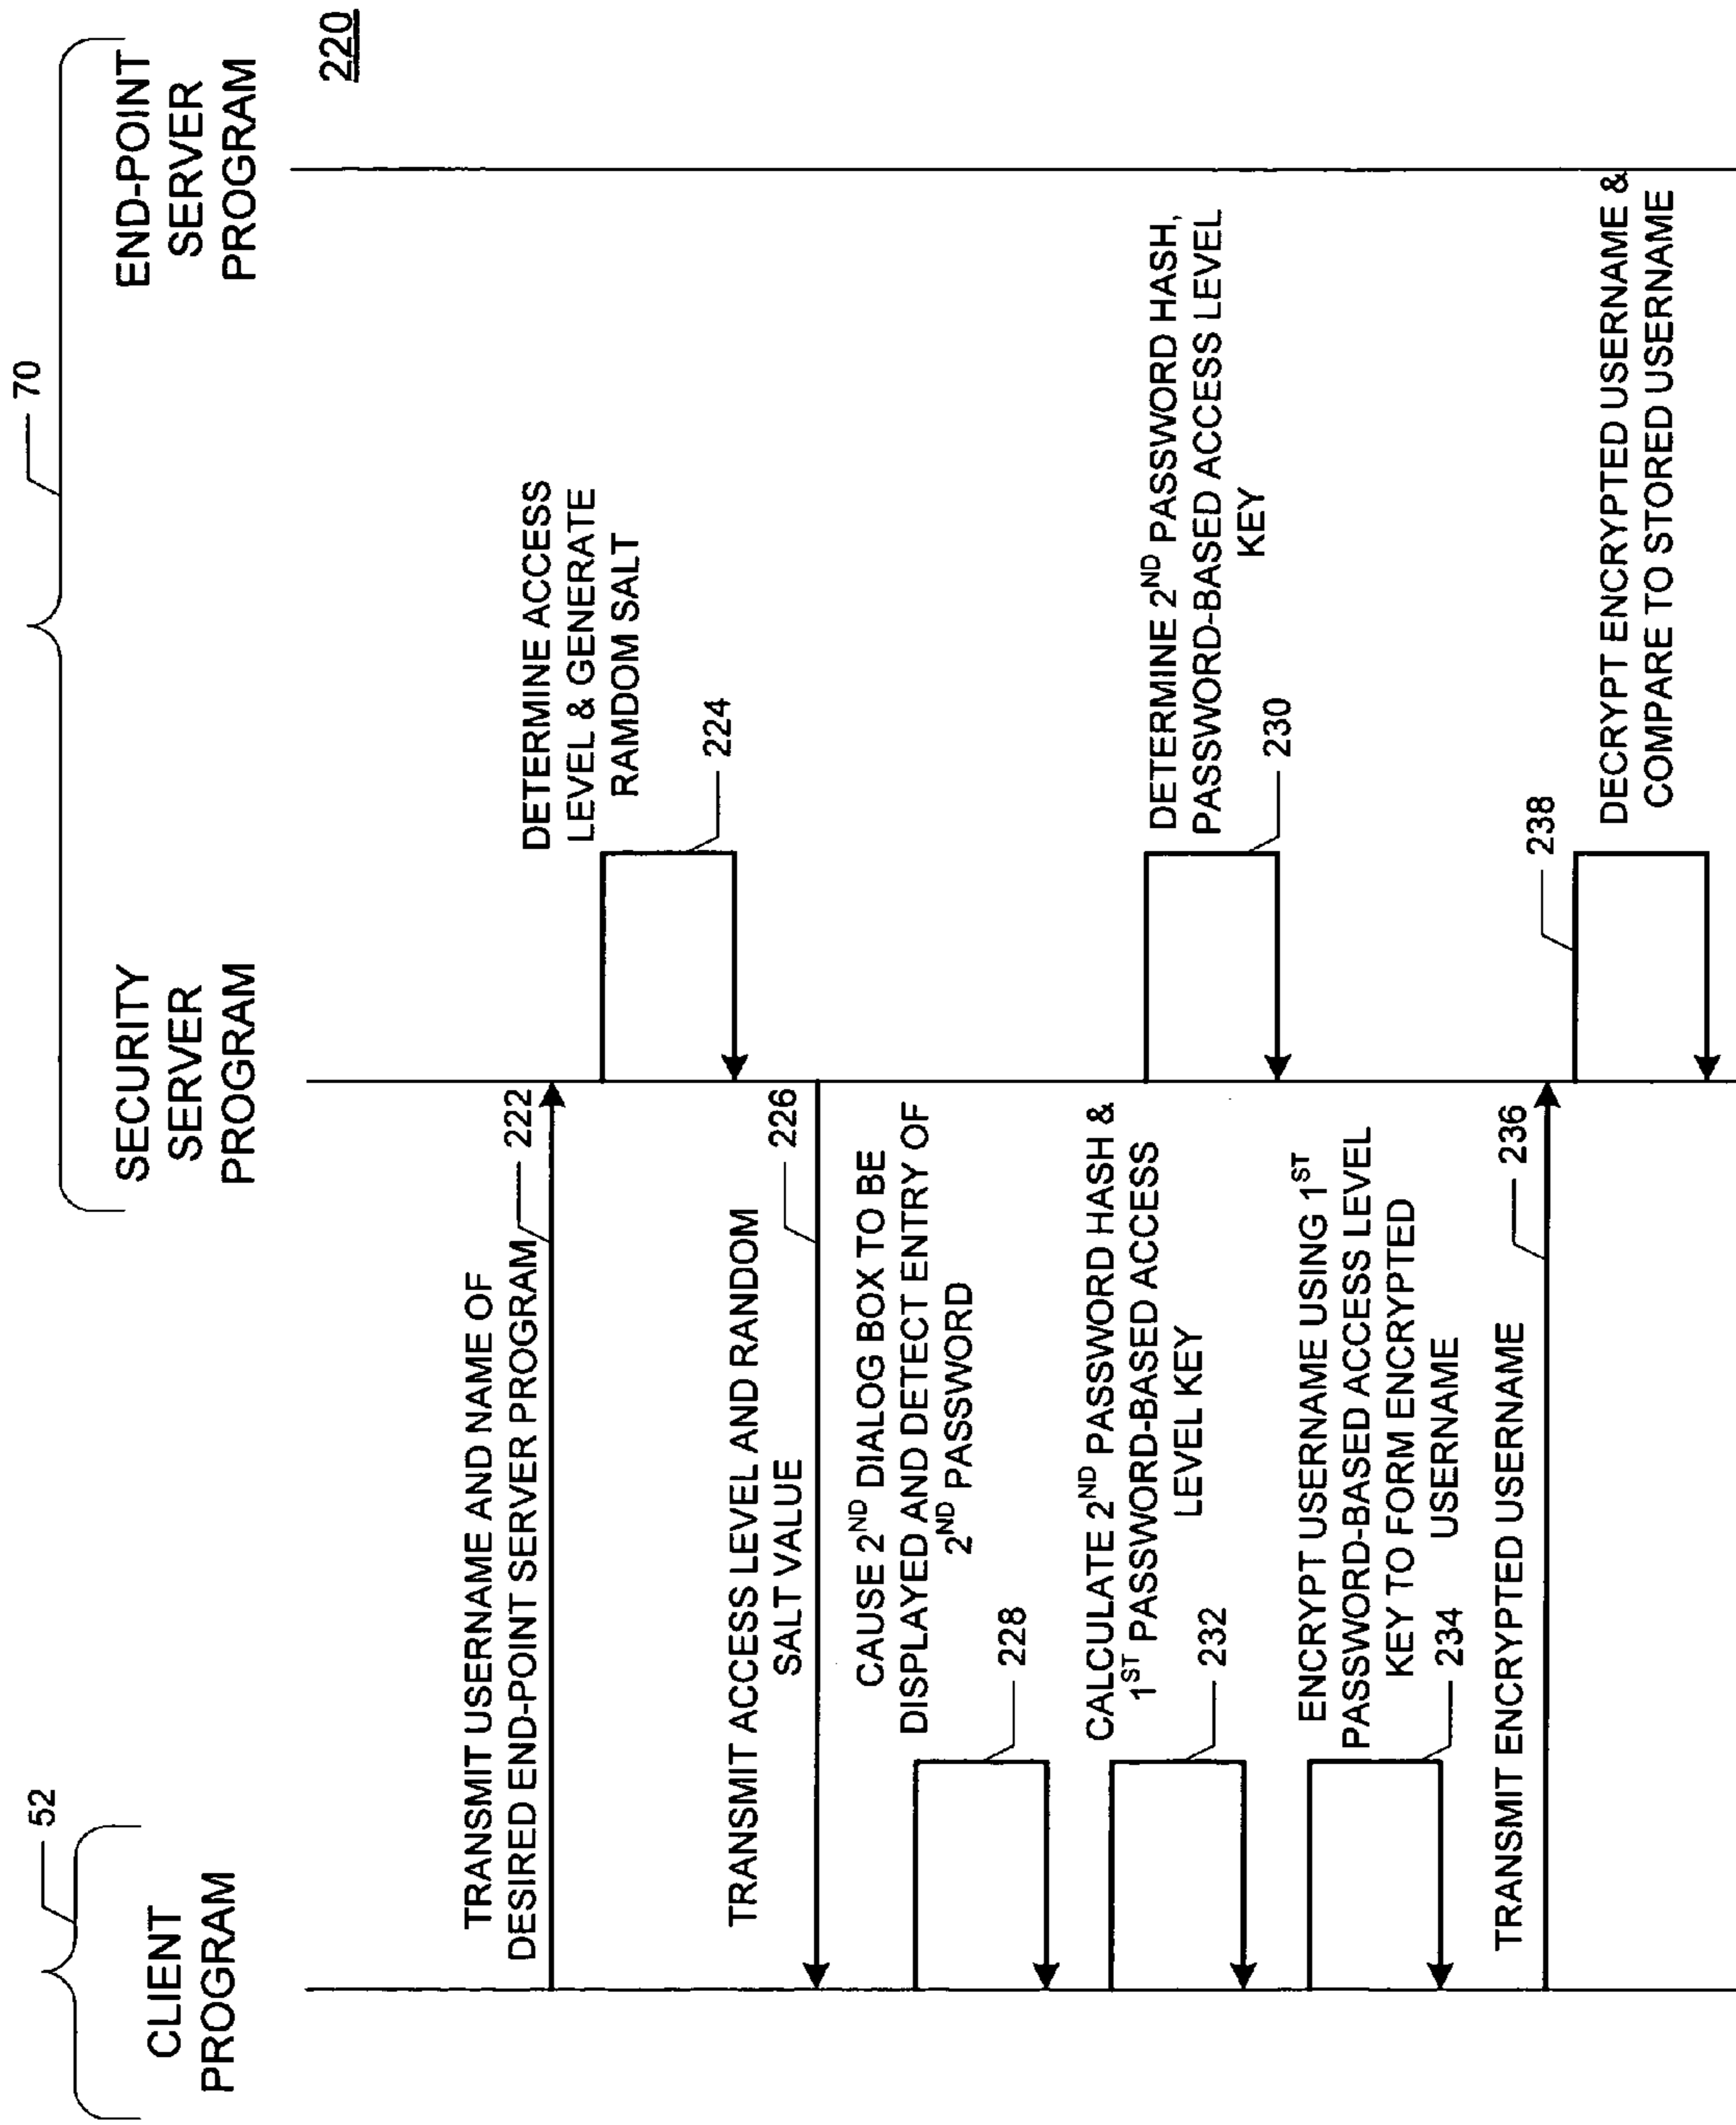 52
CLIENT
PROGRAM
70
SECURITY
SERVER
PROGRAM
END-POINT
SERVER
PROGRAM
220
TRANSMIT USERNAME AND NAME OF
DESIRED END-POINT SERVER PROGRAM
222
DETERMINE ACCESS
LEVEL & GENERATE
RAMDOM SALT
224
TRANSMIT ACCESS LEVEL AND RANDOM
SALT VALUE
226
CAUSE 2ND DIALOG BOX TO BE
DISPLAYED AND DETECT ENTRY OF
2ND PASSWORD
228
DETERMINE 2ND PASSWORD HASH,
PASSWORD-BASED ACCESS LEVEL
KEY
230
CALCULATE 2ND PASSWORD HASH &
1ST PASSWORD-BASED ACCESS
LEVEL KEY
232
ENCRYPT USERNAME USING 1ST
PASSWORD-BASED ACCESS LEVEL
KEY TO FORM ENCRYPTED
USERNAME
234
TRANSMIT ENCRYPTED USERNAME
236
238
DECRYPT ENCRYPTED USERNAME &
COMPARE TO STORED USERNAME